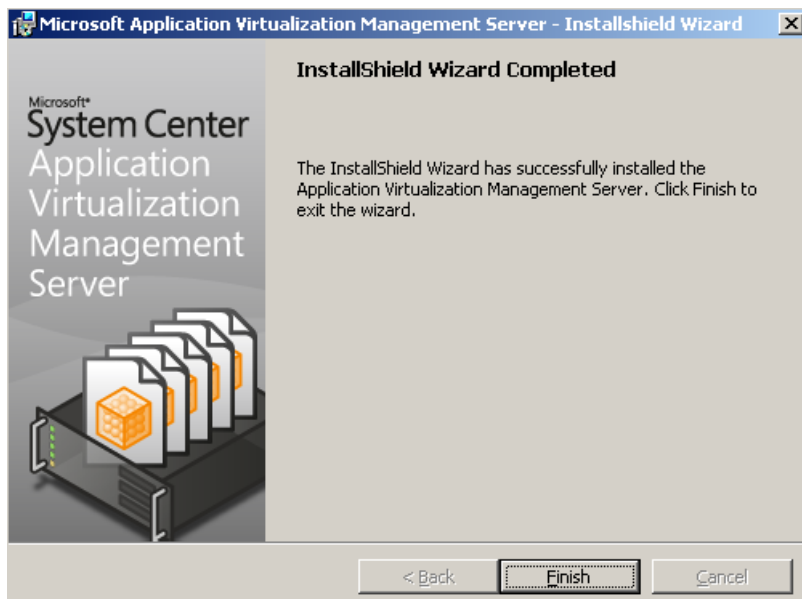 Microsoft Application Virtualization Management Server - Installshield Wizard
InstallShield Wizard Completed
Microsoft®
System Center
Application
Virtualization
Management
Server
The InstallShield Wizard has successfully installed the
Application Virtualization Management Server. Click Finish to
exit the wizard.
< Back
Finish
Cancel